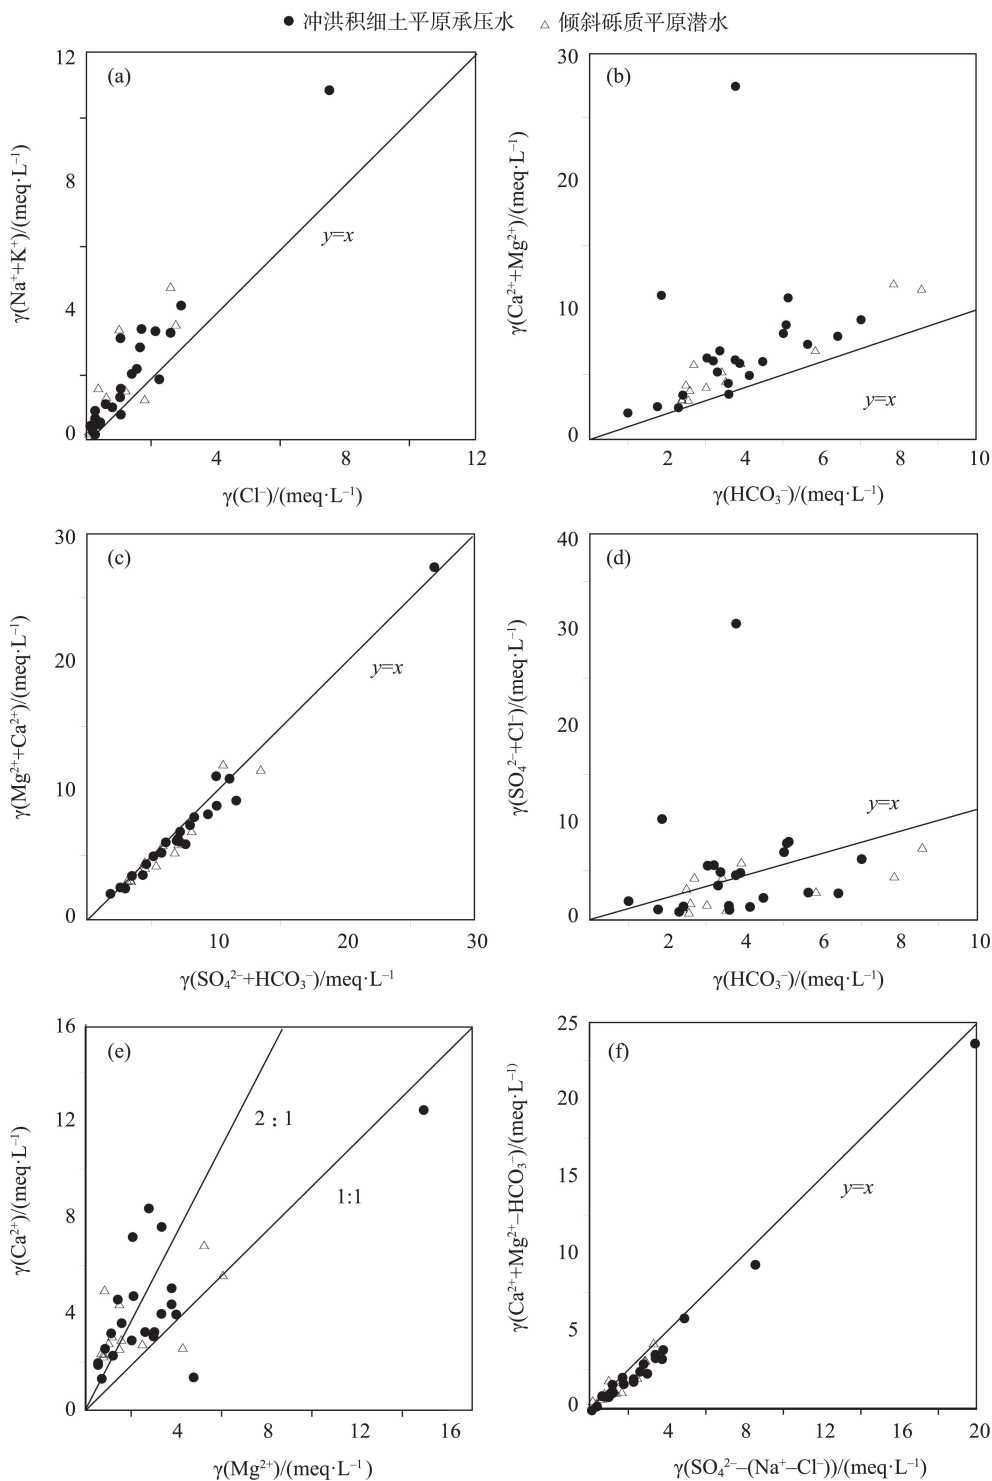 ● 冲洪积细土平原承压水 △ 倾斜砾质平原潜水
(a)
γ(Na⁺+K⁺)/(meq·L⁻¹)
12
8
4
0
y=x
4 8 12
γ(Cl⁻)/(meq·L⁻¹)
(b)
γ(Ca²⁺+Mg²⁺)/(meq·L⁻¹)
30
20
10
0
y=x
2 4 6 8 10
γ(HCO₃⁻)/(meq·L⁻¹)
(c)
γ(Mg²⁺+Ca²⁺)/(meq·L⁻¹)
30
20
10
0
y=x
10 20 30
γ(SO₄²⁻+HCO₃⁻)/meq·L⁻¹
(d)
γ(SO₄²⁻+Cl⁻)/(meq·L⁻¹)
40
30
20
10
0
y=x
2 4 6 8 10
γ(HCO₃⁻)/(meq·L⁻¹)
(e)
γ(Ca²⁺)/(meq·L⁻¹)
16
12
8
4
0
2 : 1
1:1
4 8 12 16
γ(Mg²⁺)/(meq·L⁻¹)
(f)
γ(Ca²⁺+Mg²⁺−HCO₃⁻)/(meq·L⁻¹)
25
20
15
10
5
0
y=x
4 8 12 16 20
γ(SO₄²⁻−(Na⁺−Cl⁻))/(meq·L⁻¹)